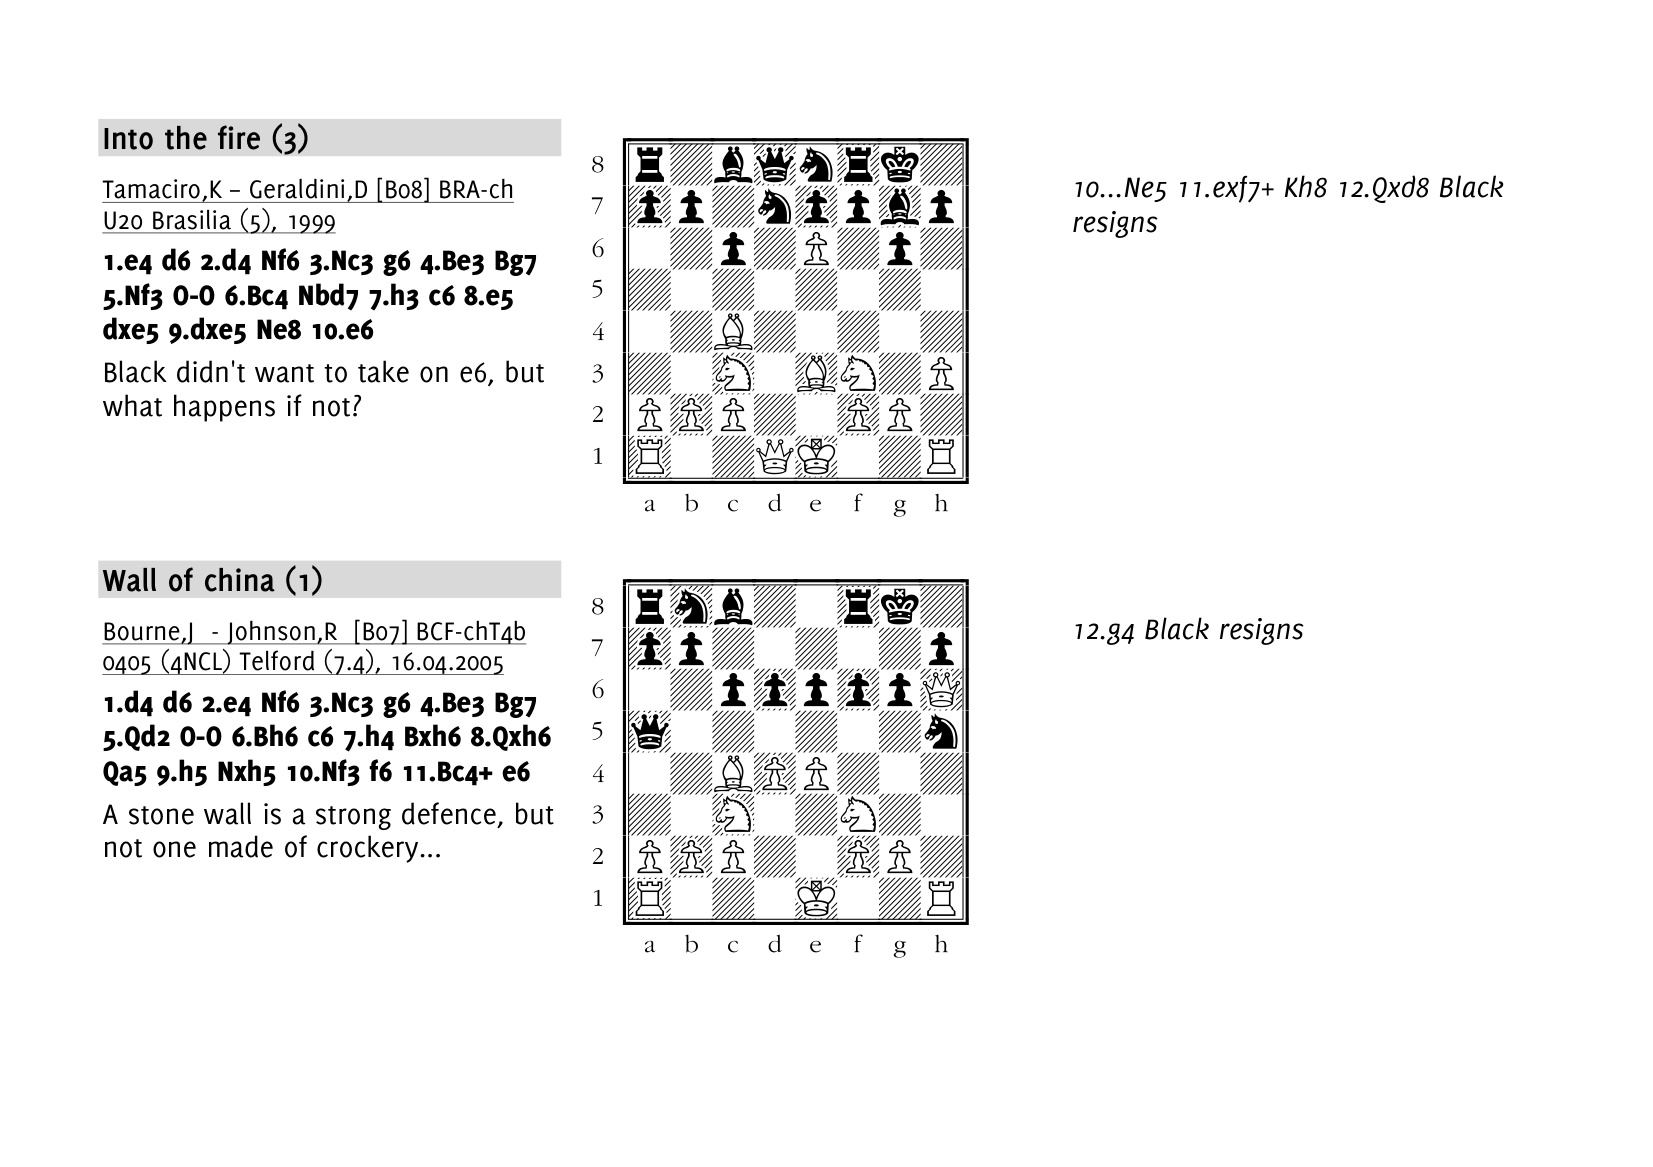 Into the fire (3)
Tamaciro,K – Geraldini,D [B08] BRA-ch
U20 Brasilia (5), 1999
1.e4 d6 2.d4 Nf6 3.Nc3 g6 4.Be3 Bg7
5.Nf3 O-O 6.Bc4 Nbd7 7.h3 c6 8.e5
dxe5 9.dxe5 Ne8 10.e6
Black didn't want to take on e6, but
what happens if not?
8
7
6
5
4
3
2
1
a b c d e f g h
10...Ne5 11.exf7+ Kh8 12.Qxd8 Black
resigns
Wall of china (1)
Bourne,J - Johnson,R [B07] BCF-chT4b
0405 (4NCL) Telford (7.4), 16.04.2005
1.d4 d6 2.e4 Nf6 3.Nc3 g6 4.Be3 Bg7
5.Qd2 O-O 6.Bh6 c6 7.h4 Bxh6 8.Qxh6
Qa5 9.h5 Nxh5 10.Nf3 f6 11.Bc4+ e6
A stone wall is a strong defence, but
not one made of crockery...
8
7
6
5
4
3
2
1
a b c d e f g h
12.g4 Black resigns